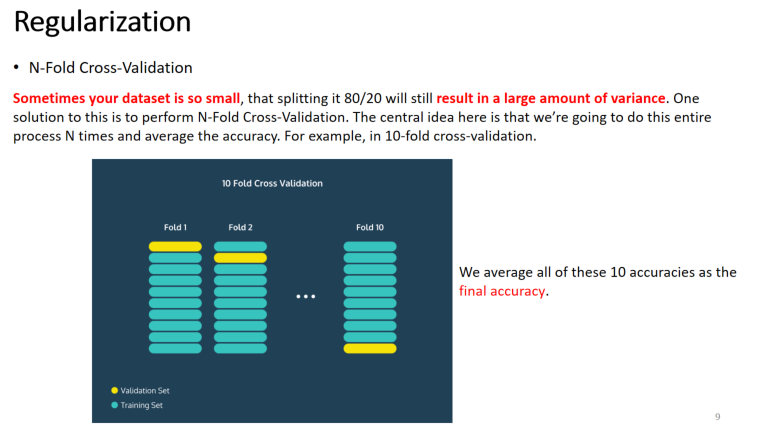 Regularization
• N-Fold Cross-Validation
Sometimes your dataset is so small, that splitting it 80/20 will still result in a large amount of variance. One
solution to this is to perform N-Fold Cross-Validation. The central idea here is that we're going to do this entire
process N times and average the accuracy. For example, in 10-fold cross-validation.
10 Fold Cross Validation
Fold 1 Fold 2 Fold 10
...
We average all of these 10 accuracies as the
final accuracy.
Validation Set
Training Set
9